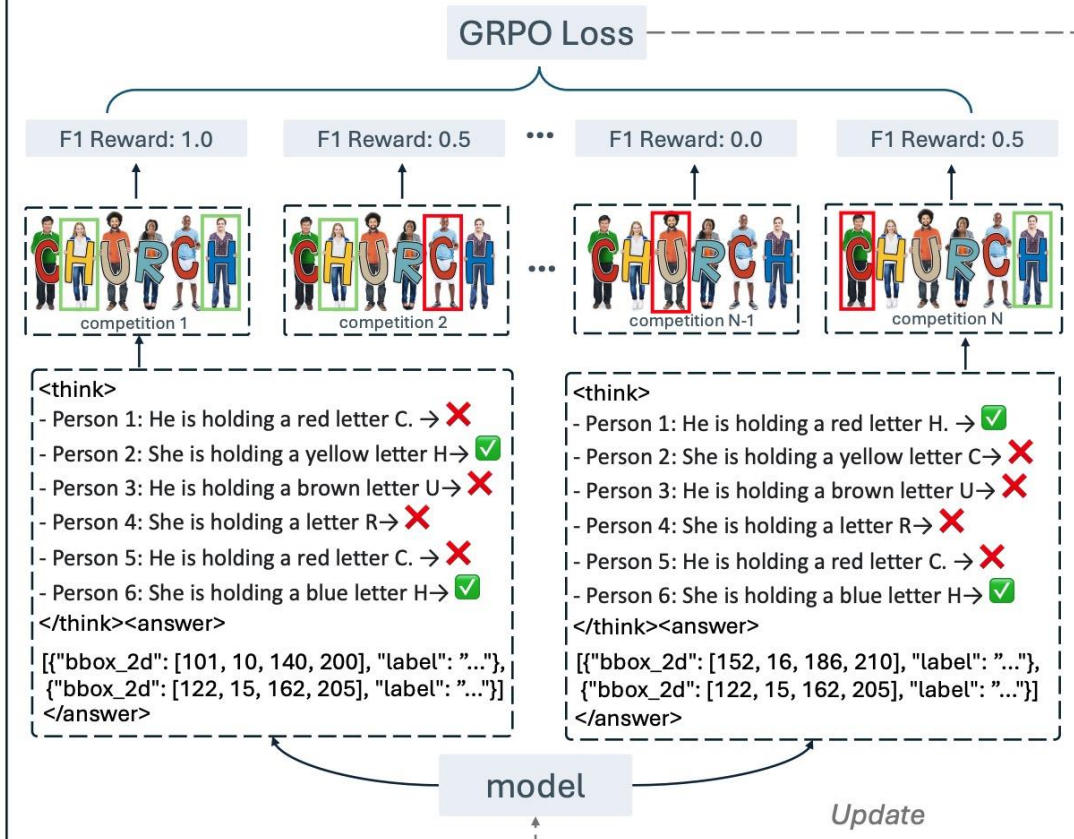 GRPO Loss
F1 Reward: 1.0
F1 Reward: 0.5
...
F1 Reward: 0.0
F1 Reward: 0.5
CHURCH
competition 1
CHURCH
competition 2
...
CHURCH
competition N-1
CHURCH
competition N
<think>
- Person 1: He is holding a red letter C. → ❌
- Person 2: She is holding a yellow letter H→ ✅
- Person 3: He is holding a brown letter U→ ❌
- Person 4: She is holding a letter R→ ❌
- Person 5: He is holding a red letter C. → ❌
- Person 6: She is holding a blue letter H→ ✅
</think><answer>
[{"bbox_2d": [101, 10, 140, 200], "label": ”..."},
{"bbox_2d": [122, 15, 162, 205], "label": ”..."}]
</answer>
<think>
- Person 1: He is holding a red letter H. → ✅
- Person 2: She is holding a yellow letter C→ ❌
- Person 3: He is holding a brown letter U→ ❌
- Person 4: She is holding a letter R→ ❌
- Person 5: He is holding a red letter C. → ❌
- Person 6: She is holding a blue letter H→ ✅
</think><answer>
[{"bbox_2d": [152, 16, 186, 210], "label": ”..."},
{"bbox_2d": [122, 15, 162, 205], "label": ”..."}]
</answer>
model
Update